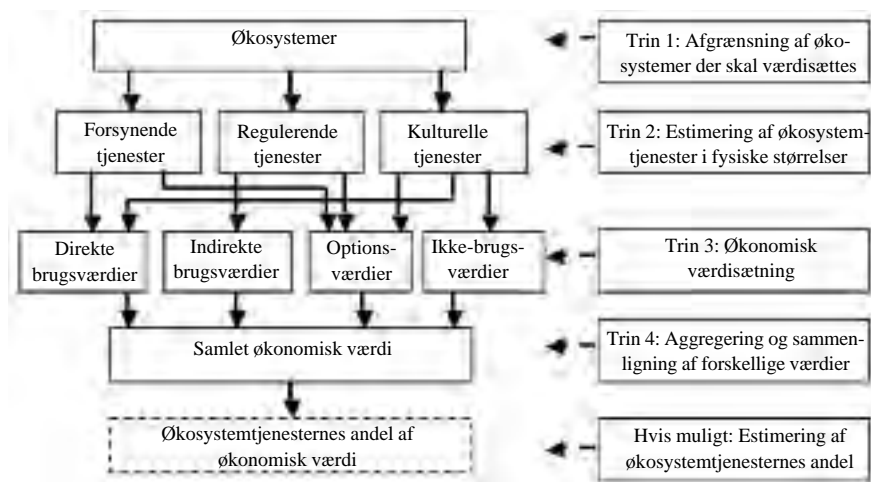 Økosystemer
Trin 1: Afgrænsning af øko-
systemer der skal værdisættes
Forsynende
tjenester
Regulerende
tjenester
Kulturelle
tjenester
Trin 2: Estimering af økosystem-
tjenester i fysiske størrelser
Direkte
brugsværdier
Indirekte
brugsværdier
Options-
værdier
Ikke-brugs-
værdier
Trin 3: Økonomisk
værdisætning
Samlet økonomisk værdi
Trin 4: Aggregering og sammen-
ligning af forskellige værdier
Økosystemtjenesternes andel af
økonomisk værdi
Hvis muligt: Estimering af
økosystemtjenesternes andel